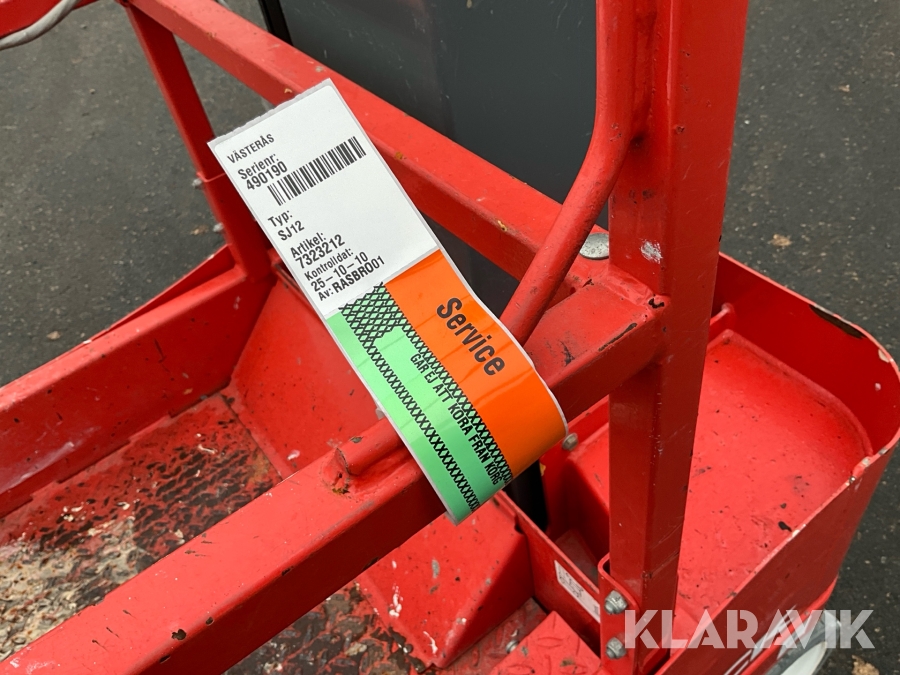 VÄSTERÅS
Serienr:
490190
Typ:
SJ12
Artikel:
7323212
Kontrolldat:
25-10-10
Av: RASBRO01
Service
GÅR EJ ATT KÖRA FRÅN KORG
KLARAVIK